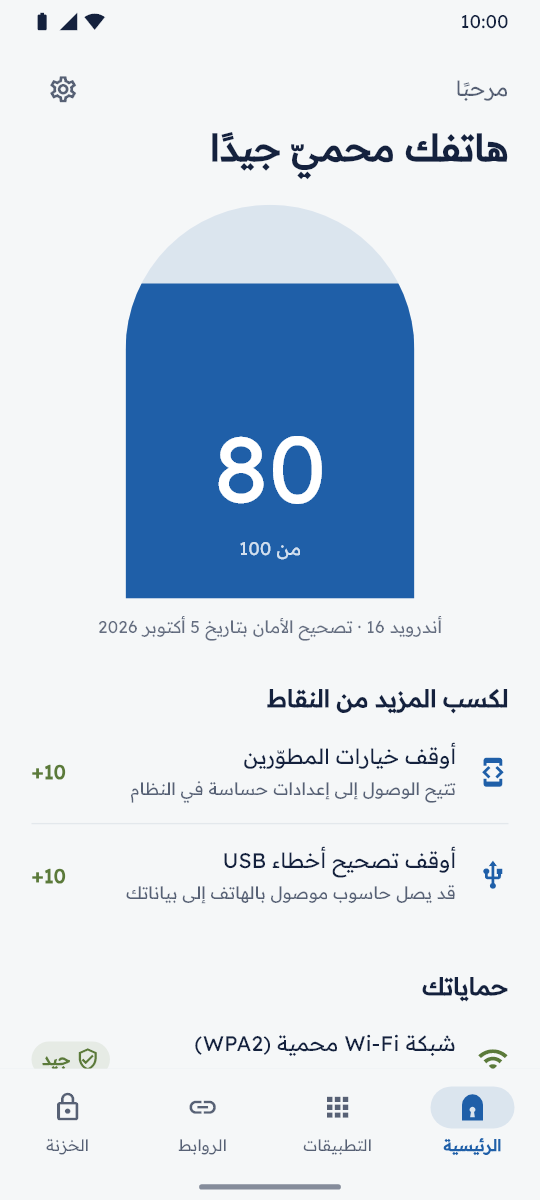 10:00
مرحبًا
هاتفك محميّ جيدًا
80
من 100
أندرويد 16 · تصحيح الأمان بتاريخ 5 أكتوبر 2026
لكسب المزيد من النقاط
أوقف خيارات المطوّرين
تتيح الوصول إلى إعدادات حساسة في النظام
+10
أوقف تصحيح أخطاء USB
قد يصل حاسوب موصول بالهاتف إلى بياناتك
+10
حماياتك
شبكة Wi-Fi محمية (WPA2)
جيد
الرئيسية
التطبيقات
الروابط
الخزنة